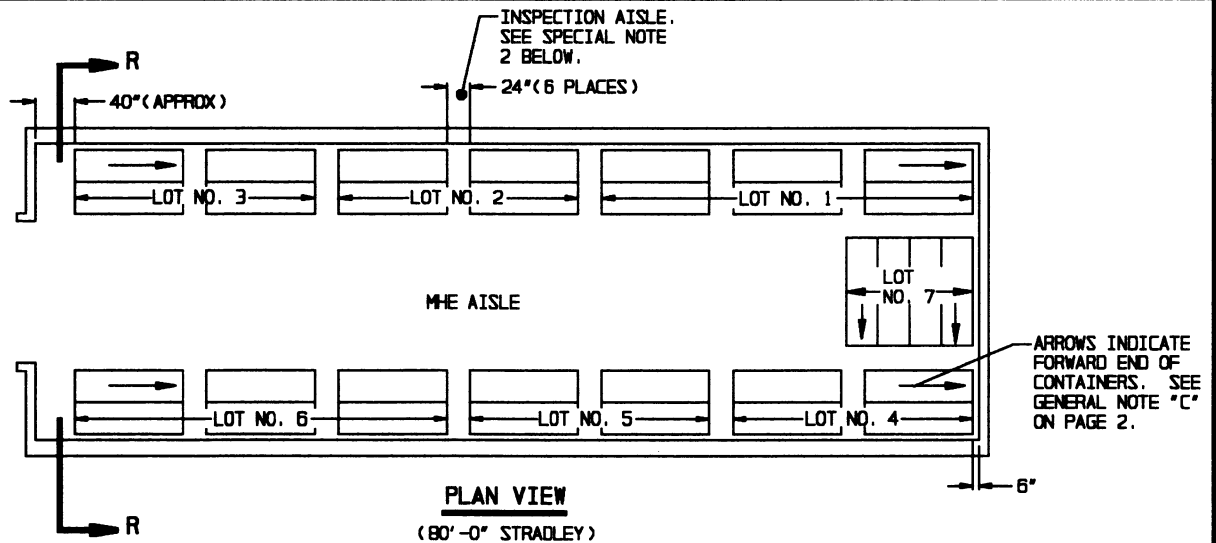 INSPECTION AISLE.
SEE SPECIAL NOTE
2 BELOW.
R
40"(APPROX)
24"(6 PLACES)
LOT NO. 3
LOT NO. 2
LOT NO. 1
LOT
NO. 7
MHE AISLE
ARROWS INDICATE
FORWARD END OF
CONTAINERS. SEE
GENERAL NOTE "C"
ON PAGE 2.
LOT NO. 6
LOT NO. 5
LOT NO. 4
6"
PLAN VIEW
R
(80'-0" STRADLEY)